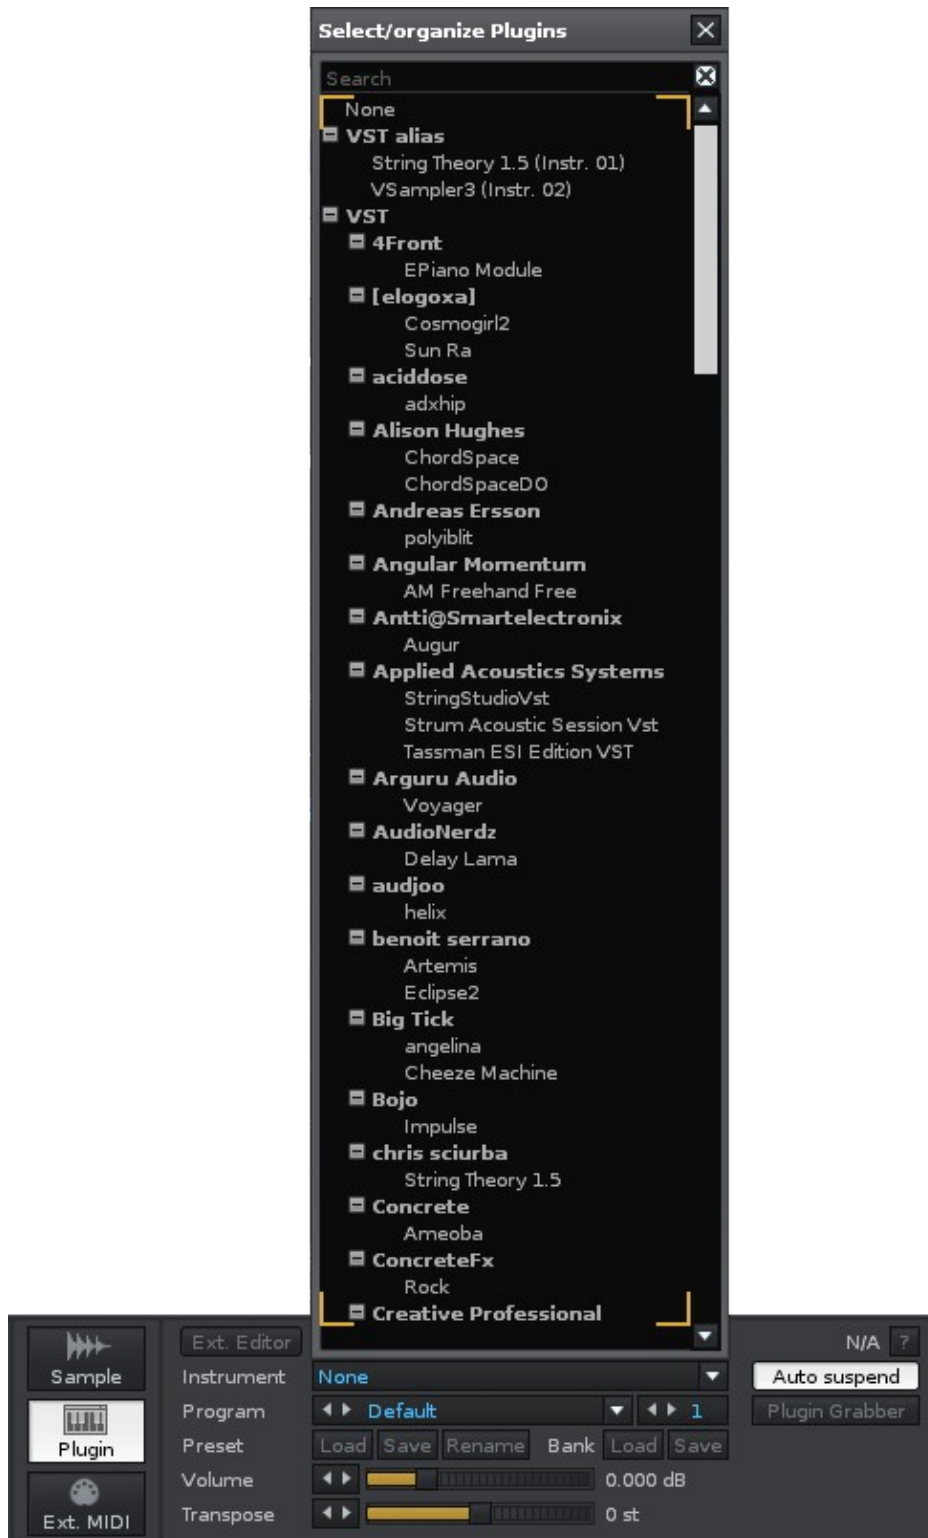 Select/organize Plugins
Search
None
VST alias
String Theory 1.5 (Instr. 01)
VSampler3 (Instr. 02)
VST
4Front
EPiano Module
[elogoxa]
Cosmogirl2
Sun Ra
aciddose
adxhip
Alison Hughes
ChordSpace
ChordSpaceDO
Andreas Ersson
polyiblit
Angular Momentum
AM Freehand Free
Antti@Smartelectronix
Augur
Applied Acoustics Systems
StringStudioVst
Strum Acoustic Session Vst
Tassman ESI Edition VST
Arguru Audio
Voyager
AudioNerdz
Delay Lama
audjoo
helix
benoit serrano
Artemis
Eclipse2
Big Tick
angelina
Cheeze Machine
Bojo
Impulse
chris sciurba
String Theory 1.5
Concrete
Ameoba
ConcreteFx
Rock
Creative Professional
Ext. Editor N/A ?
Sample Instrument None Auto suspend
Program Default 1 Plugin Grabber
Plugin Preset Load Save Rename Bank Load Save
Volume 0.000 dB
Ext. MIDI Transpose 0 st